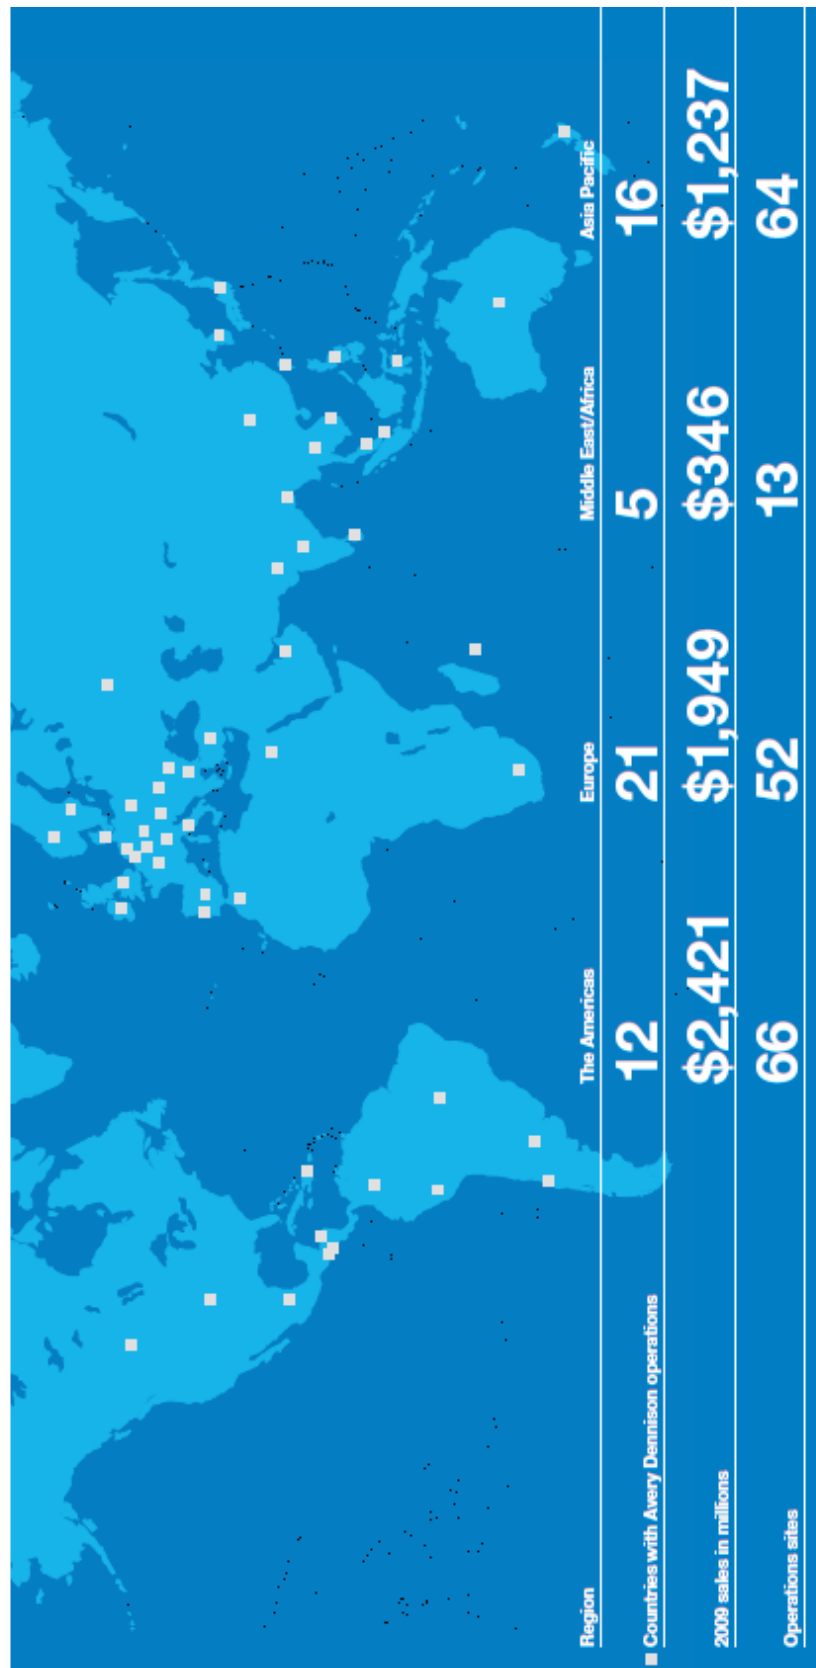 Region The Americas Europe Middle East/Africa Asia Pacific
Countries with Avery Dennison operations 12 21 5 16
2009 sales in millions $2,421 $1,949 $346 $1,237
Operations sites 66 52 13 64